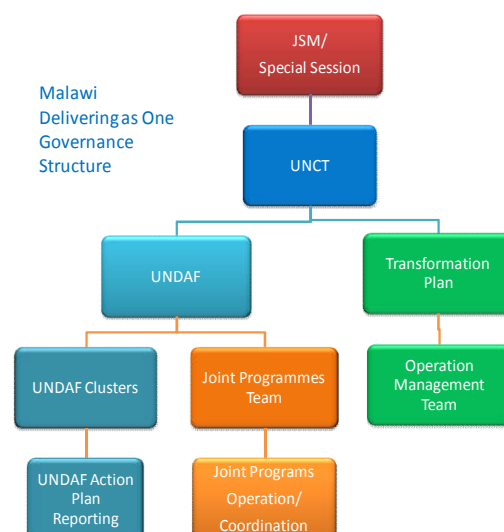 JSM/
Special Session
Malawi
Delivering as One
Governance
Structure
UNCT
UNDAF
Transformation
Plan
UNDAF Clusters
Joint Programmes
Team
Operation
Management
Team
UNDAF Action
Plan
Reporting
Joint Programs
Operation/
Coordination